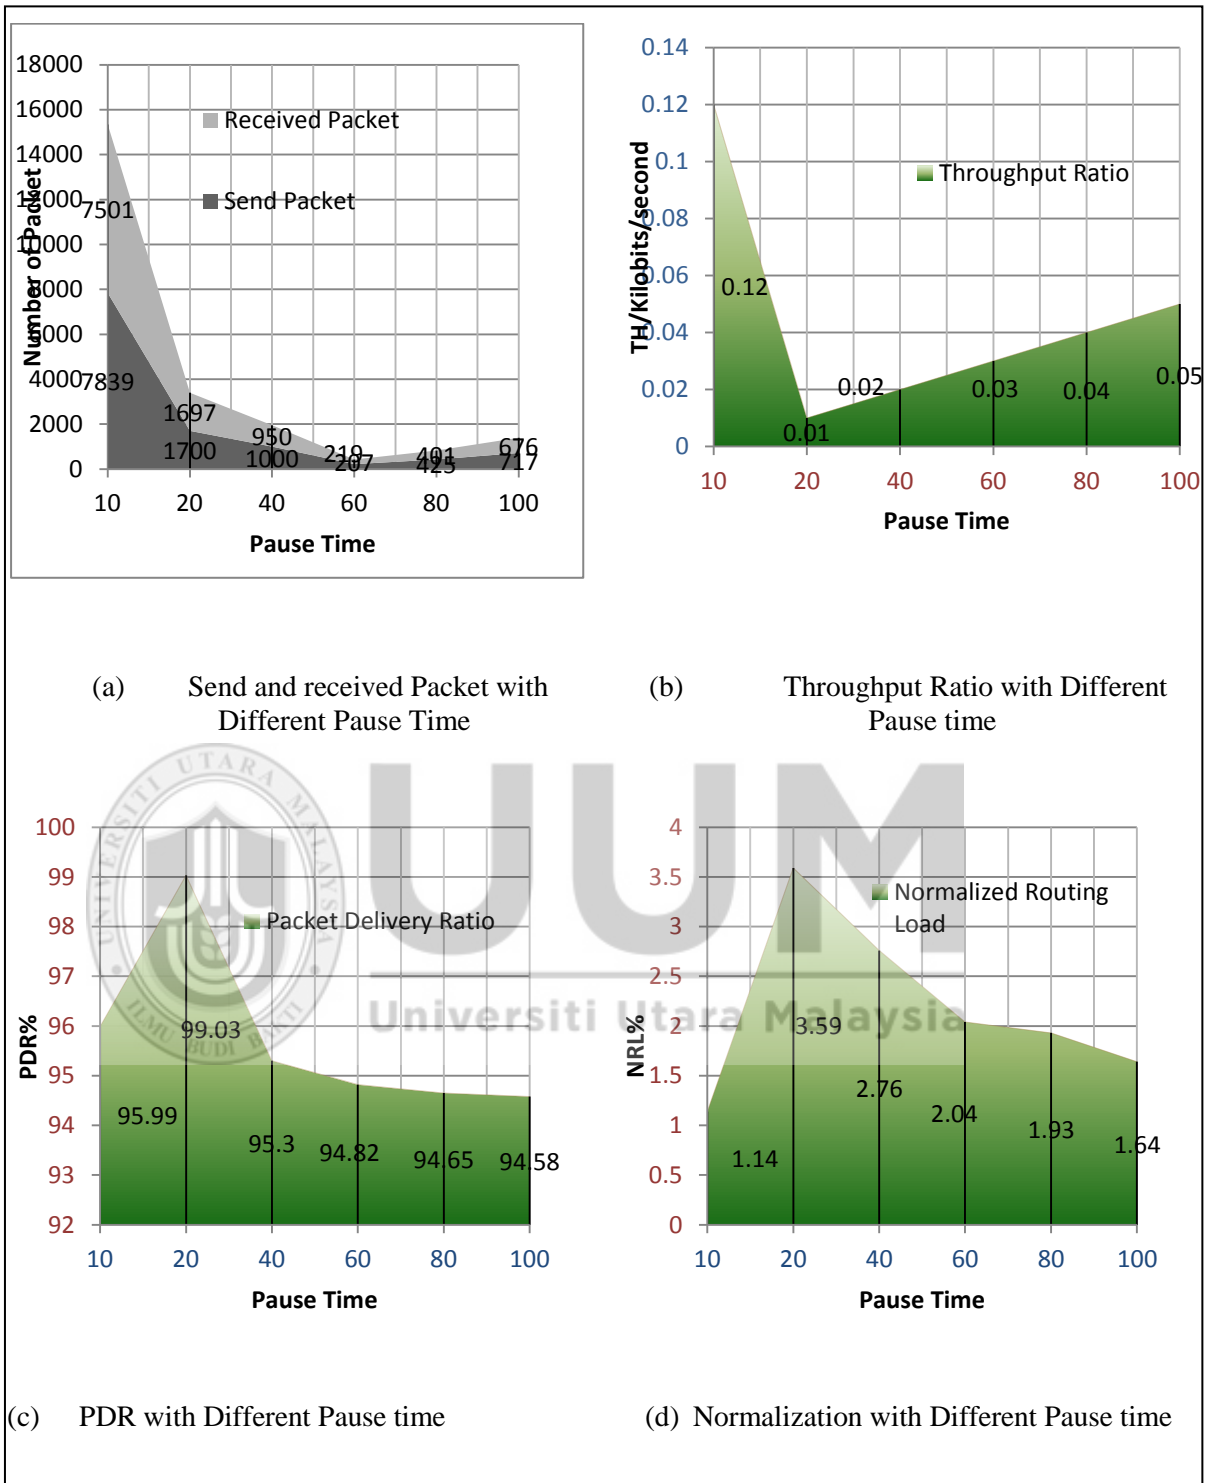 18000
16000
14000
12000
10000
8000
6000
4000
2000
0
Number of Packet
Received Packet
Send Packet
7501
7839
1697
1700
950
1000
219
207
401
425
676
717
10 20 40 60 80 100
Pause Time
0.14
0.12
0.1
0.08
0.06
0.04
0.02
0
TH/Kilobits/second
Throughput Ratio
0.12
0.01
0.02
0.03
0.04
0.05
10 20 40 60 80 100
Pause Time
(a) Send and received Packet with
Different Pause Time
(b) Throughput Ratio with Different
Pause time
UNIVERSITI UTARA MALAYSIA
ILMU BUDI BAKTI
UUM
Universiti Utara Malaysia
100
99
98
97
96
95
94
93
92
PDR%
Packet Delivery Ratio
95.99
99.03
95.3
94.82
94.65
94.58
10 20 40 60 80 100
Pause Time
4
3.5
3
2.5
2
1.5
1
0.5
0
NRL%
Normalized Routing
Load
1.14
3.59
2.76
2.04
1.93
1.64
10 20 40 60 80 100
Pause Time
(c) PDR with Different Pause time
(d) Normalization with Different Pause time